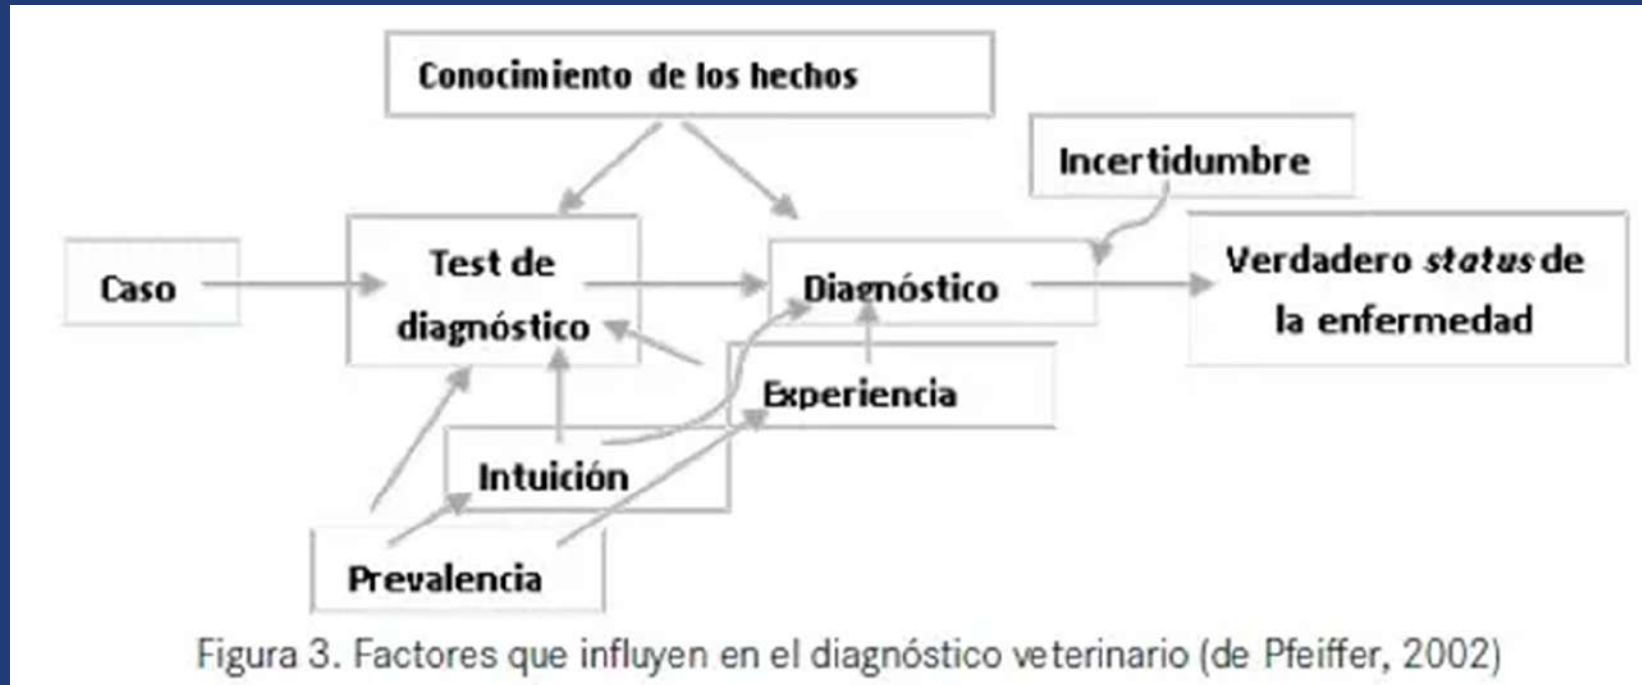 Conocimiento de los hechos
Incertidumbre
Caso
Test de
diagnóstico
Diagnóstico
Verdadero status de
la enfermedad
Experiencia
Intuición
Prevalencia
Figura 3. Factores que influyen en el diagnóstico veterinario (de Pfeiffer, 2002)